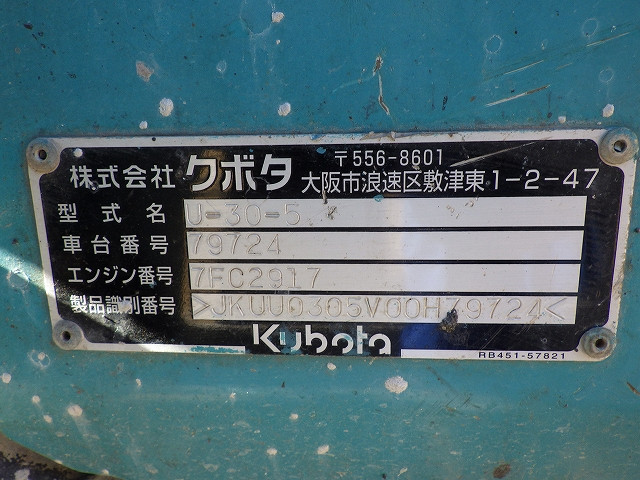 株式会社 クボタ 〒556-8601
大阪市浪速区敷津東1-2-47
型式名 U-30-5
車台番号 79724
エンジン番号 7FC2917
製品識別番号 >JKUU0305V00H79724<
Kubota
RB451-57821